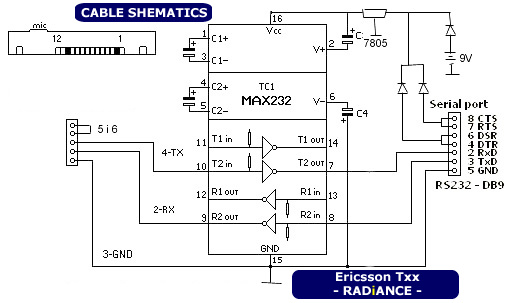 CABLE SHEMATICS
mic
12 1
16
Vcc
1 C1+
3 C1-
V+ 2
C
7805
9V
4 C2+
5 C2-
TC1
MAX232
V- 6
C4
5 i 6
4-TX
2-RX
3-GND
11 T1 in T1 out 14
10 T2 in T2 out 7
12 R1 out R1 in 13
9 R2 out R2 in 8
GND
15
Serial port
8 CTS
7 RTS
6 DSR
4 DTR
2 RxD
3 TxD
5 GND
RS232 - DB9
Ericsson Txx
- RADiANCE -